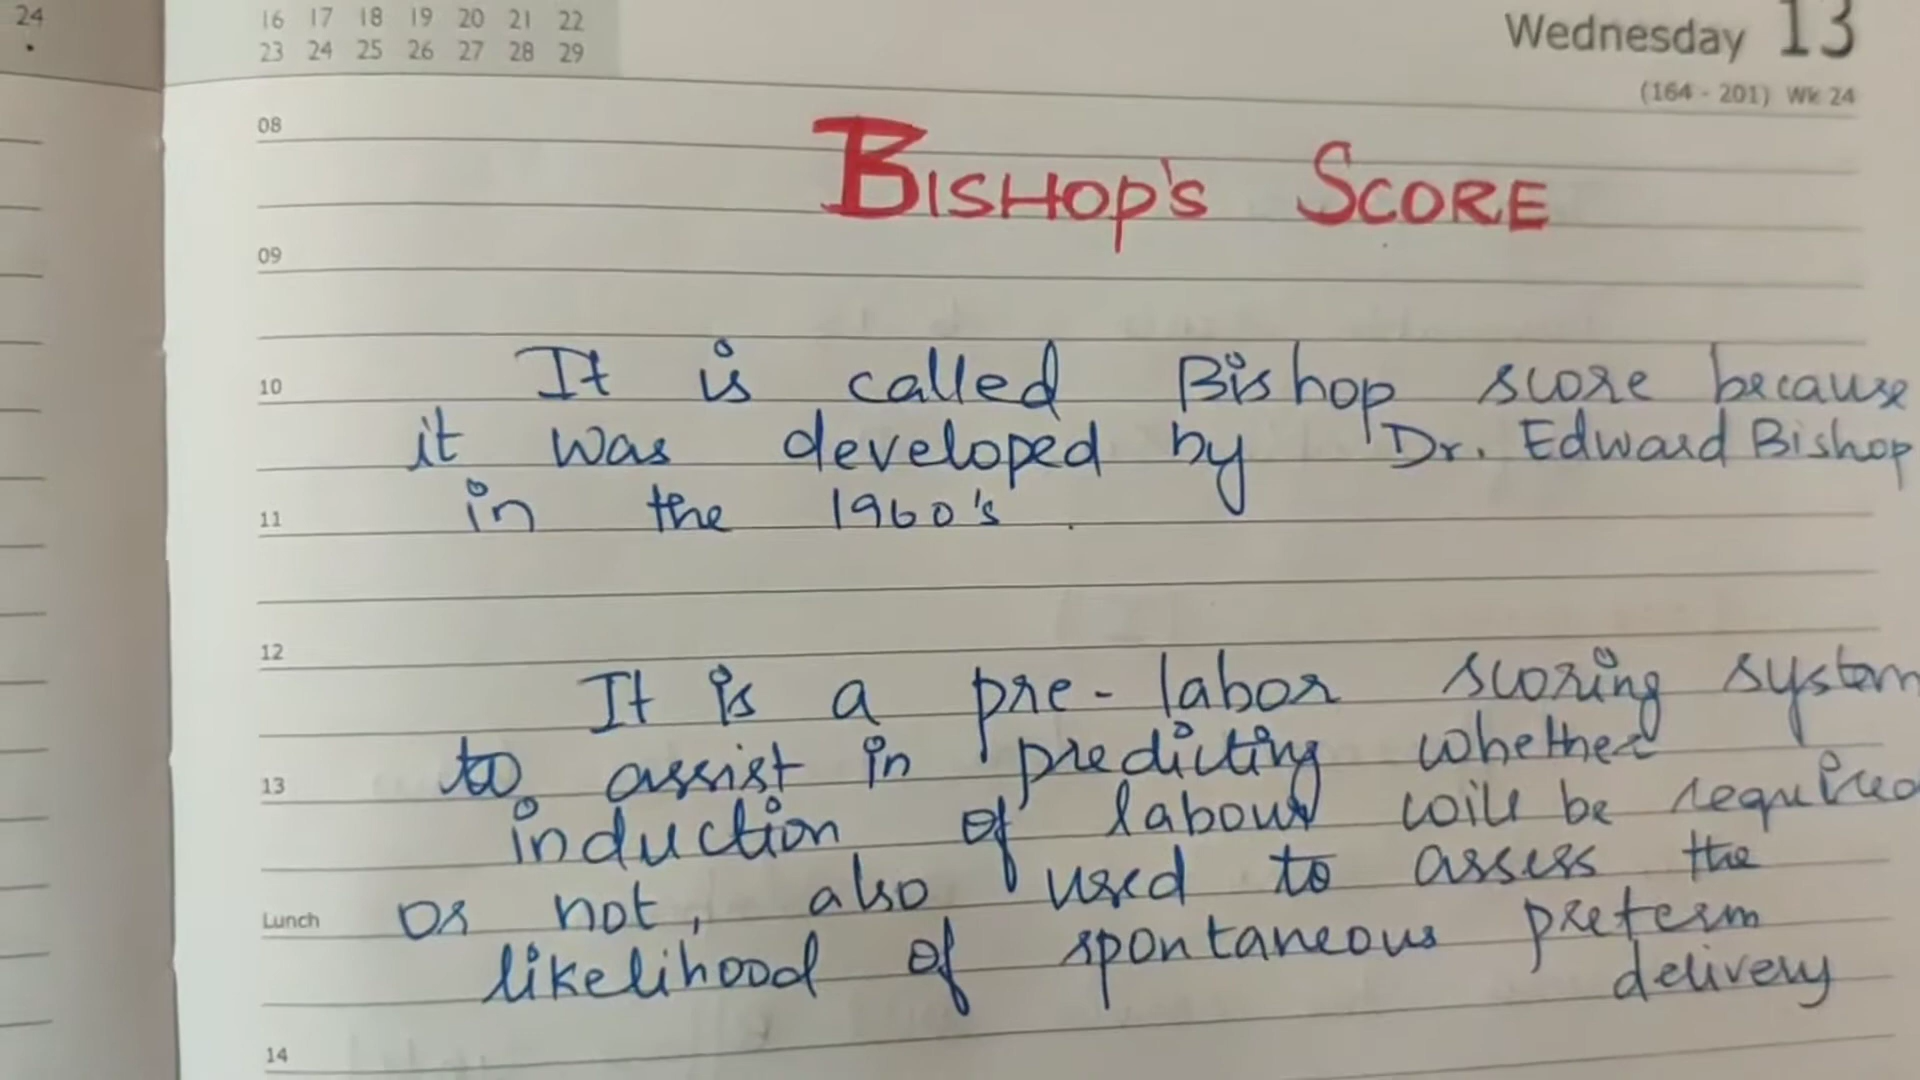 24
16 17 18 19 20 21 22
23 24 25 26 27 28 29
Wednesday 13
(164 - 201) Wk 24
08
BISHOP'S SCORE
09
10
It is called Bishop score because
it was developed by Dr. Edward Bishop
11
in the 1960's.
12
It is a pre-labor scoring system
13
to assist in predicting whether
induction of labour will be required
Lunch
or not, also used to assess the
likelihood of spontaneous preterm
delivery
14